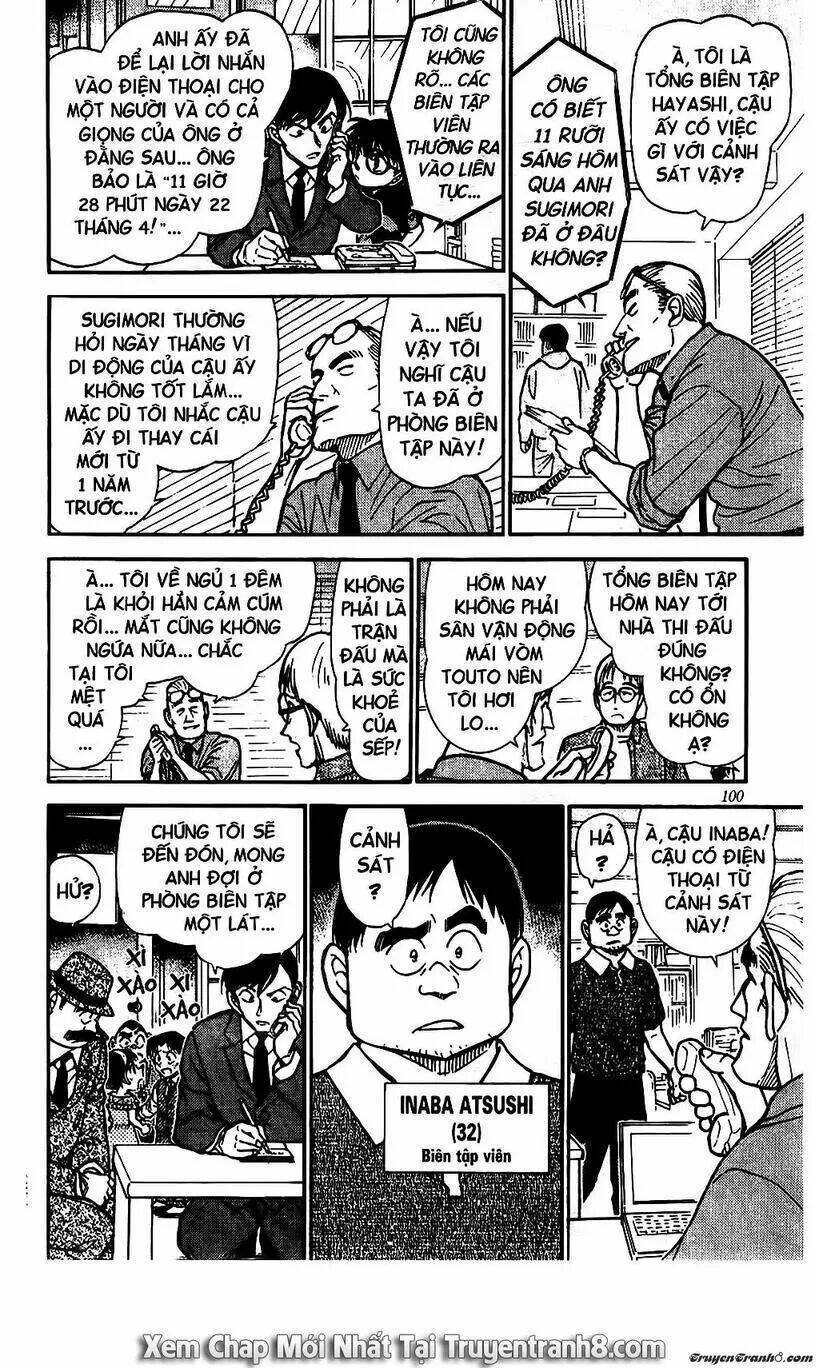 À, TÔI LÀ
TỔNG BIÊN TẬP
HAYASHI, CẬU
ẤY CÓ VIỆC
GÌ VỚI CẢNH
SÁT VẬY?
ÔNG
CÓ BIẾT
11 RƯỠI
SÁNG HÔM
QUA ANH
SUGIMORI
ĐÃ Ở ĐÂU
KHÔNG?
TÔI CŨNG
KHÔNG
RÕ... CÁC
BIÊN TẬP
VIÊN
THƯỜNG RA
VÀO LIÊN
TỤC...
ANH ẤY ĐÃ
ĐỂ LẠI LỜI NHẮN
VÀO ĐIỆN THOẠI CHO
MỘT NGƯỜI VÀ CÓ CẢ
GIỌNG CỦA ÔNG Ở
ĐẰNG SAU... ÔNG
BẢO LÀ "11 GIỜ
28 PHÚT NGÀY 22
THÁNG 4!"...
À... NẾU
VẬY TÔI
NGHĨ CẬU
TA ĐÃ Ở
PHÒNG BIÊN
TẬP NÀY!
SUGIMORI THƯỜNG
HỎI NGÀY THÁNG VÌ
DI ĐỘNG CỦA CẬU ẤY
KHÔNG TỐT LẮM...
MẶC DÙ TÔI NHẮC CẬU
ẤY ĐI THAY CÁI
MỚI TỪ
1 NĂM
TRƯỚC...
TỔNG BIÊN TẬP
HÔM NAY TỚI
NHÀ THI ĐẤU
ĐÚNG
KHÔNG?
CÓ ỔN
KHÔNG
Ạ?
HÔM NAY
KHÔNG PHẢI
SÂN VẬN ĐỘNG
MÁI VÒM
TOUTO NÊN
TÔI HƠI
LO...
KHÔNG
PHẢI LÀ
TRẬN
ĐẤU MÀ
LÀ SỨC
KHOẺ
CỦA
SẾP!
À... TÔI VỀ NGỦ 1 ĐÊM
LÀ KHỎI HẲN CẢM CÚM
RỒI... MẮT CŨNG KHÔNG
NGỨA NỮA... CHẮC
TẠI TÔI
MỆT
QUÁ
...
100
À, CẬU INABA!
CẬU CÓ ĐIỆN
THOẠI TỪ
CẢNH SÁT
NÀY!
HẢ
?
CẢNH
SÁT
?
INABA ATSUSHI
(32)
Biên tập viên
CHÚNG TÔI SẼ
ĐẾN ĐÓN, MONG
ANH ĐỢI Ở
PHÒNG BIÊN TẬP
MỘT LÁT...
HỬ?
XÌ
XÀO
XÌ
XÀO
Xem Chap Mới Nhất Tại Truyentranh8.com
TruyenTranh8.com